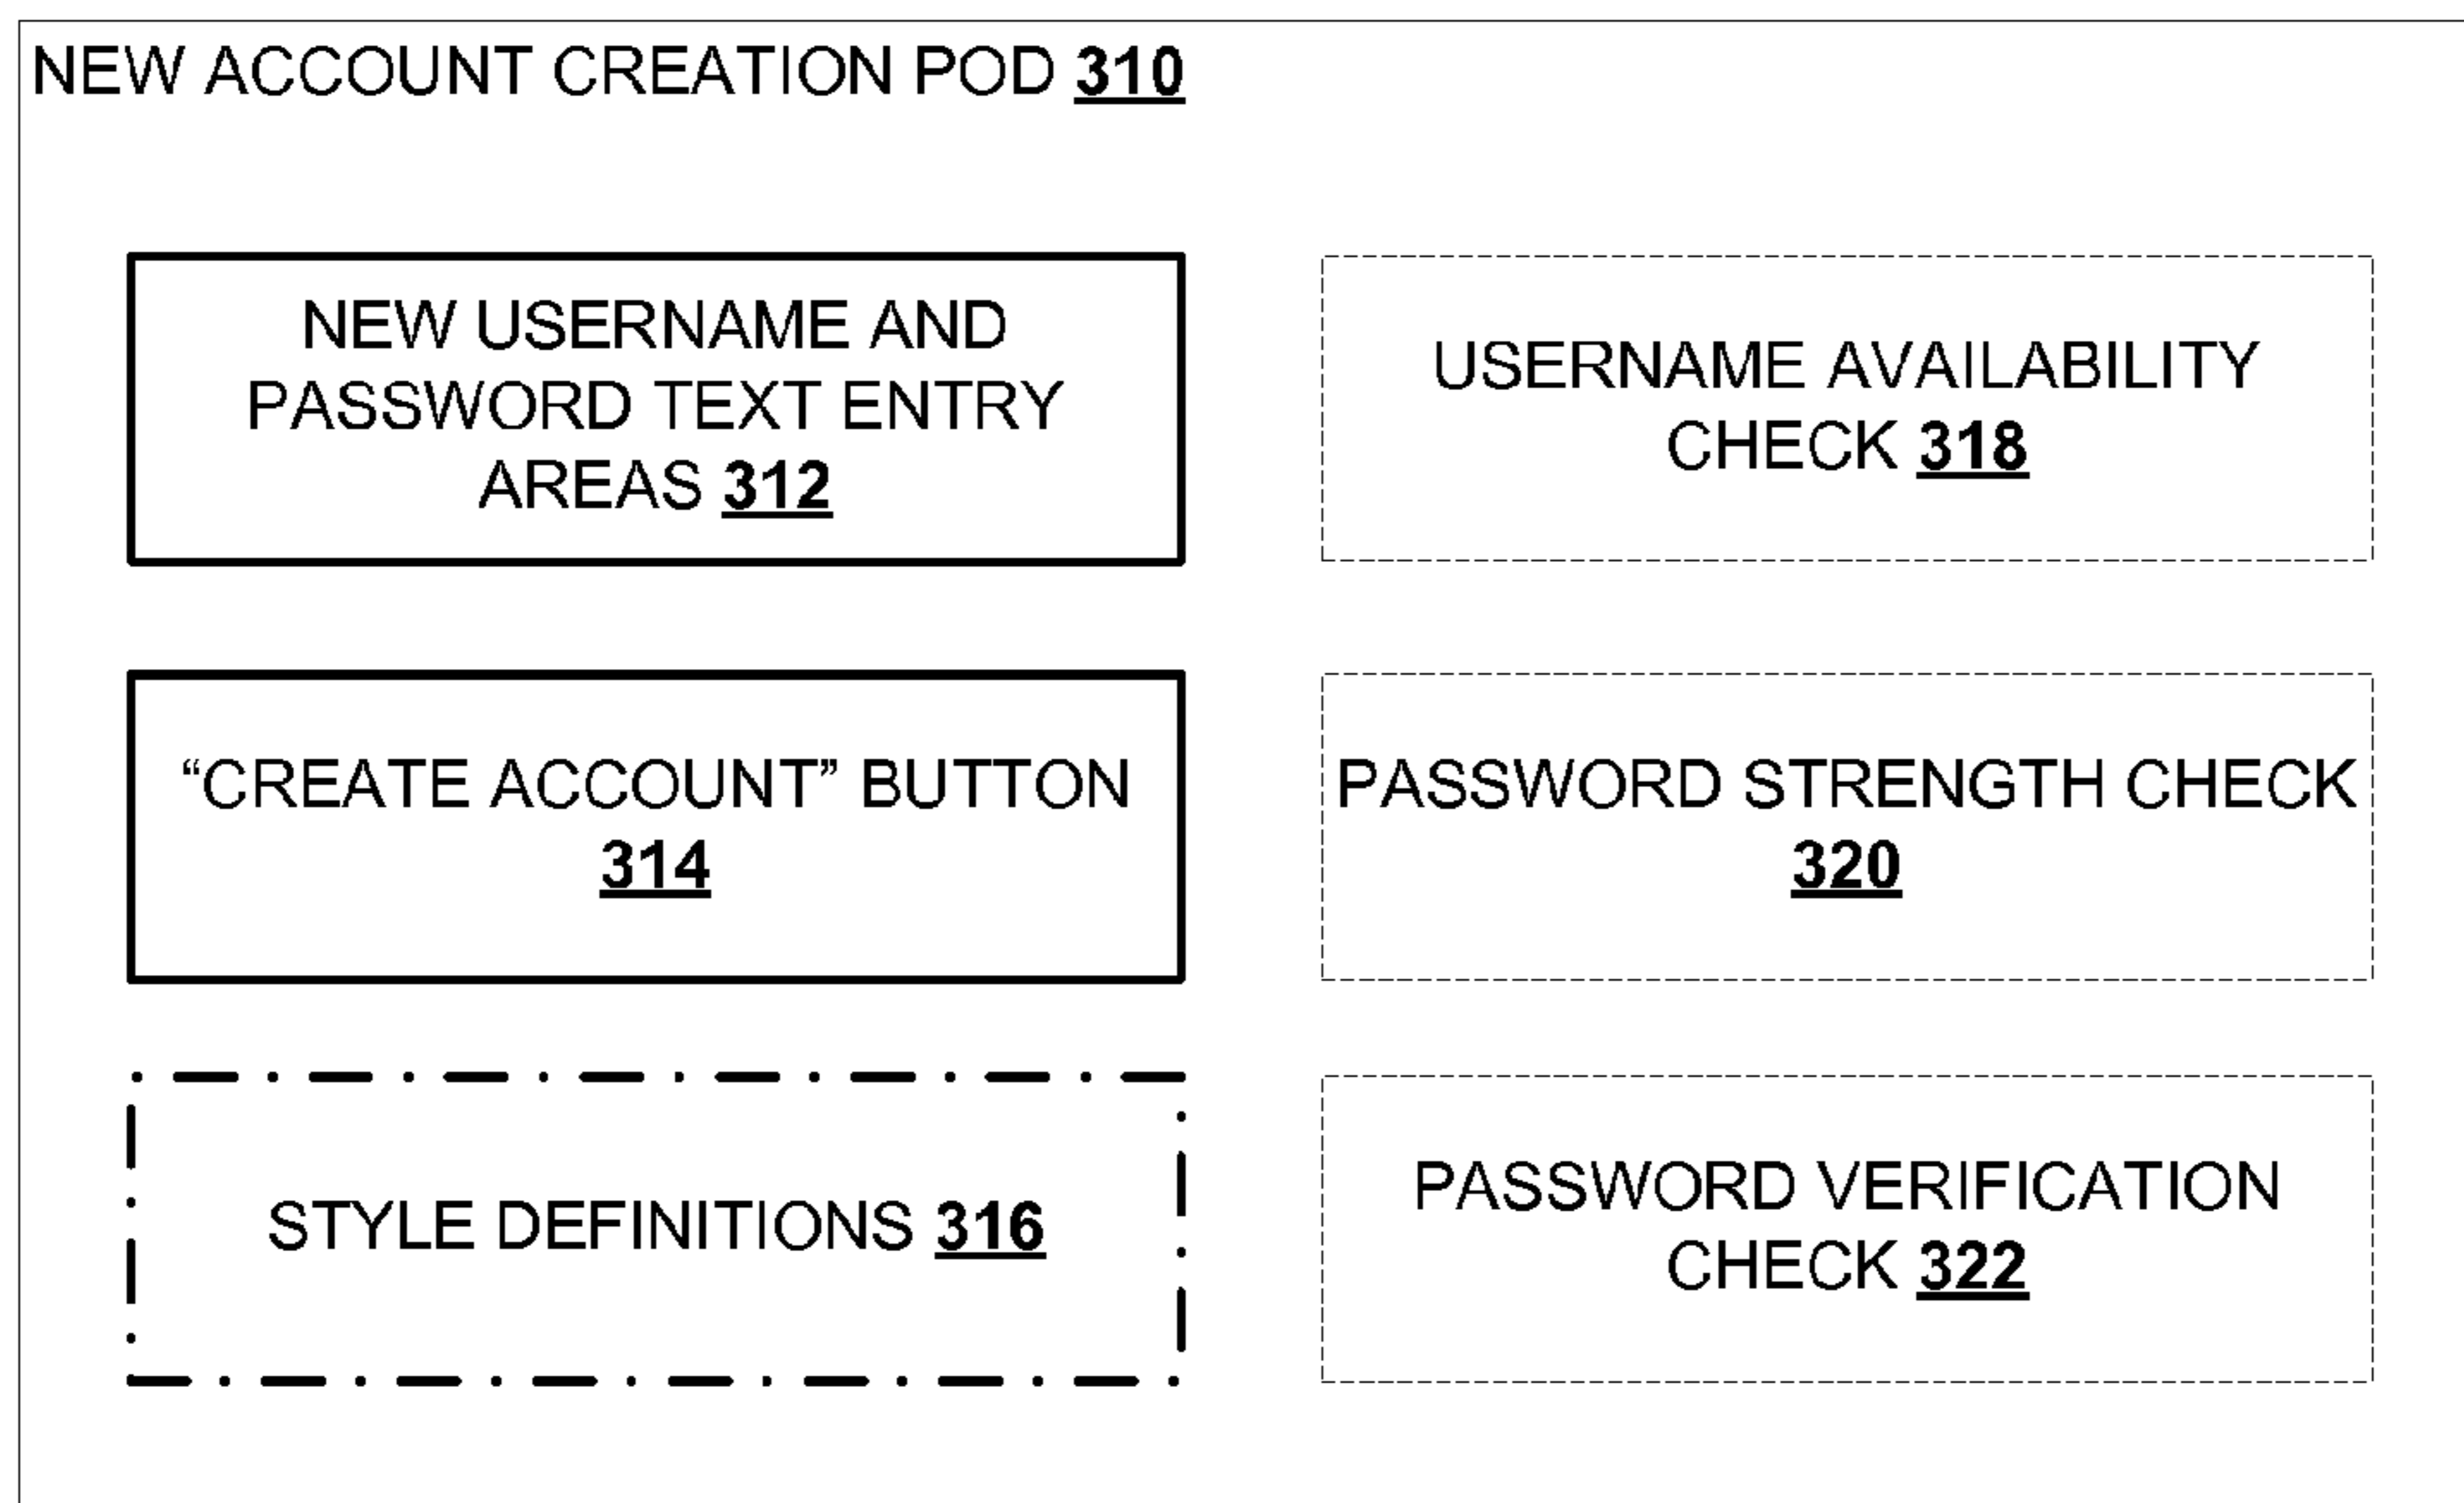 NEW ACCOUNT CREATION POD 310
NEW USERNAME AND
PASSWORD TEXT ENTRY
AREAS 312
USERNAME AVAILABILITY
CHECK 318
“CREATE ACCOUNT” BUTTON
314
PASSWORD STRENGTH CHECK
320
STYLE DEFINITIONS 316
PASSWORD VERIFICATION
CHECK 322